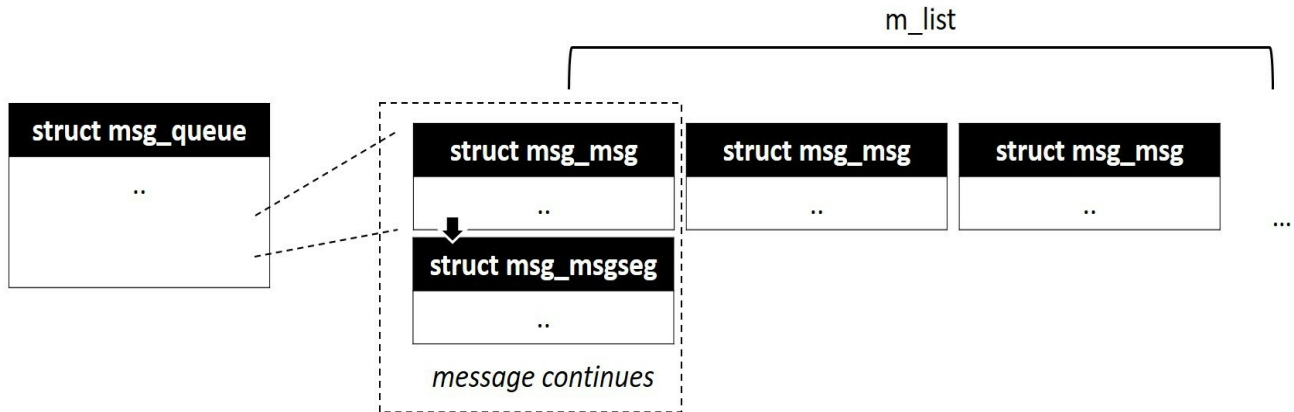 m_list
struct msg_queue
..
struct msg_msg
..
struct msg_msg
..
struct msg_msg
..
...
struct msg_msgseg
..
message continues